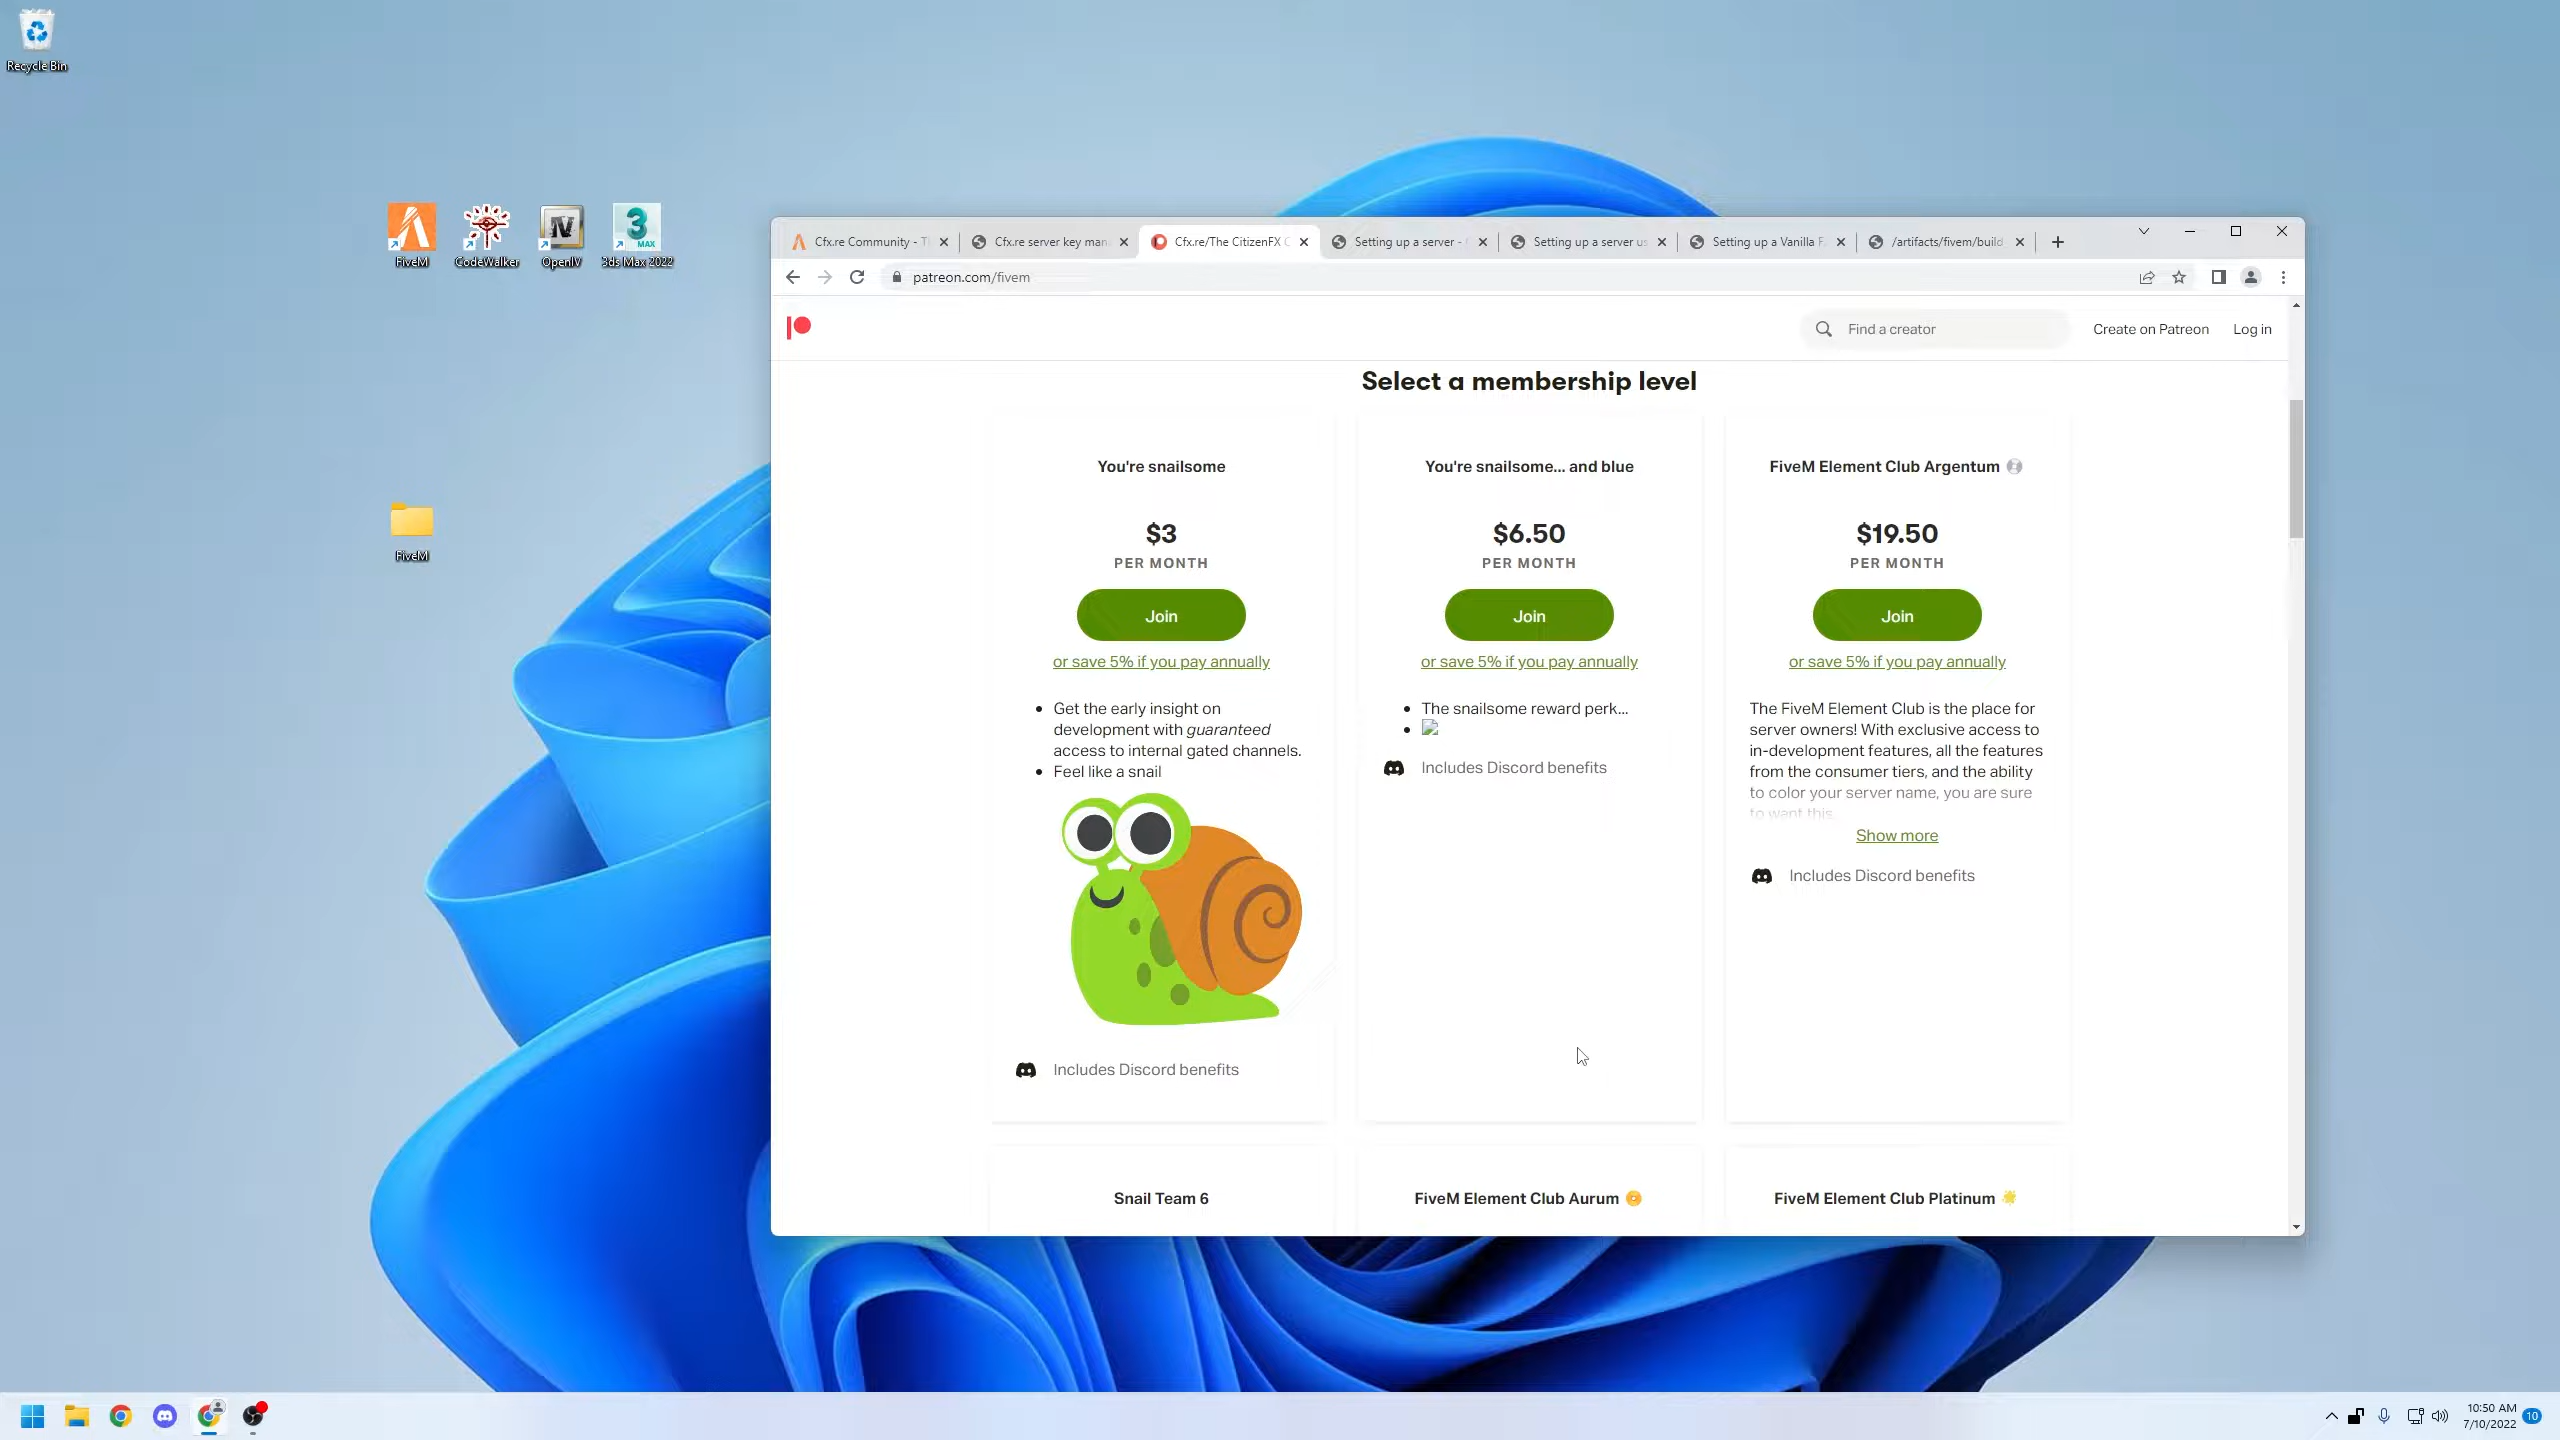 Recycle Bin
FiveM
CodeWalker
OpenIV
3ds Max 2022
3
MAX
FiveM
Cfx.re Community - T
Cfx.re server key man
Cfx.re/The CitizenFX C
Setting up a server -
Setting up a server us
Setting up a Vanilla F
/artifacts/fivem/build
patreon.com/fivem
Find a creator
Create on Patreon
Log in
Select a membership level
You're snailsome
$3
PER MONTH
Join
or save 5% if you pay annually
Get the early insight on
development with guaranteed
access to internal gated channels.
Feel like a snail
Includes Discord benefits
You're snailsome... and blue
$6.50
PER MONTH
Join
or save 5% if you pay annually
The snailsome reward perk...
Includes Discord benefits
FiveM Element Club Argentum
$19.50
PER MONTH
Join
or save 5% if you pay annually
The FiveM Element Club is the place for
server owners! With exclusive access to
in-development features, all the features
from the consumer tiers, and the ability
to color your server name, you are sure
to want this.
Show more
Includes Discord benefits
Snail Team 6
FiveM Element Club Aurum
FiveM Element Club Platinum
10:50 AM
7/10/2022
10